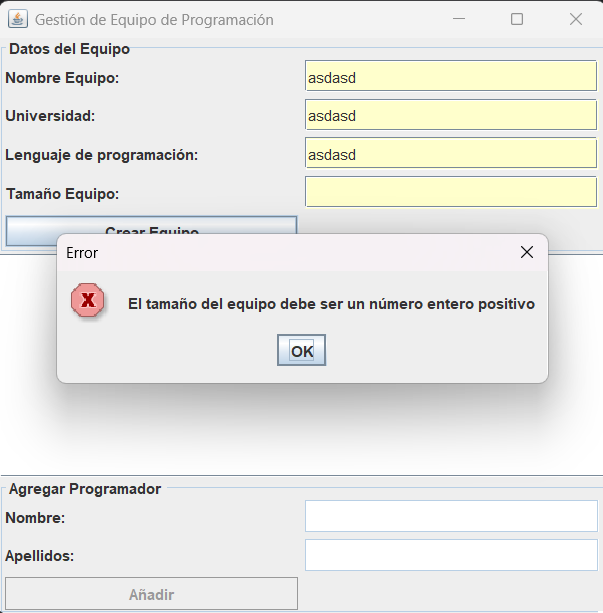 Gestión de Equipo de Programación
Datos del Equipo
Nombre Equipo: asdasd
Universidad: asdasd
Lenguaje de programación: asdasd
Tamaño Equipo:
Crear Equipo
Error
X
El tamaño del equipo debe ser un número entero positivo
OK
Agregar Programador
Nombre:
Apellidos:
Añadir